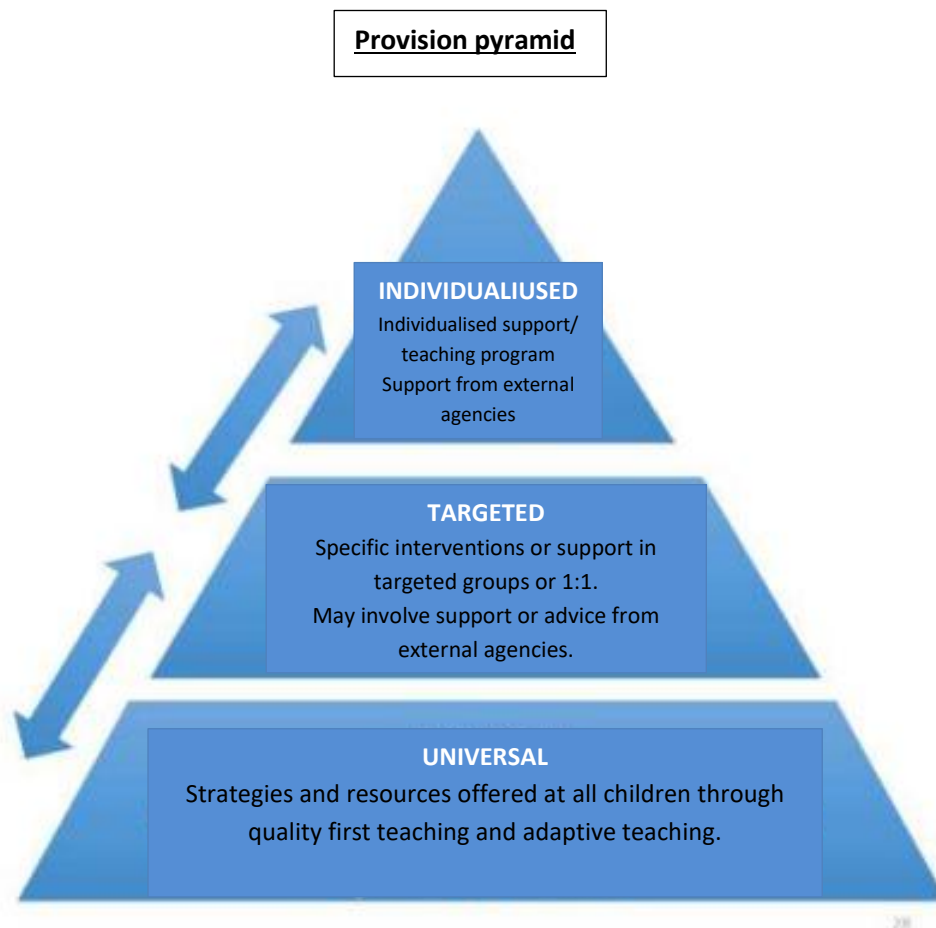 Provision pyramid
INDIVIDUALIUSED
Individualised support/
teaching program
Support from external
agencies
TARGETED
Specific interventions or support in
targeted groups or 1:1.
May involve support or advice from
external agencies.
UNIVERSAL
Strategies and resources offered at all children through
quality first teaching and adaptive teaching.
28